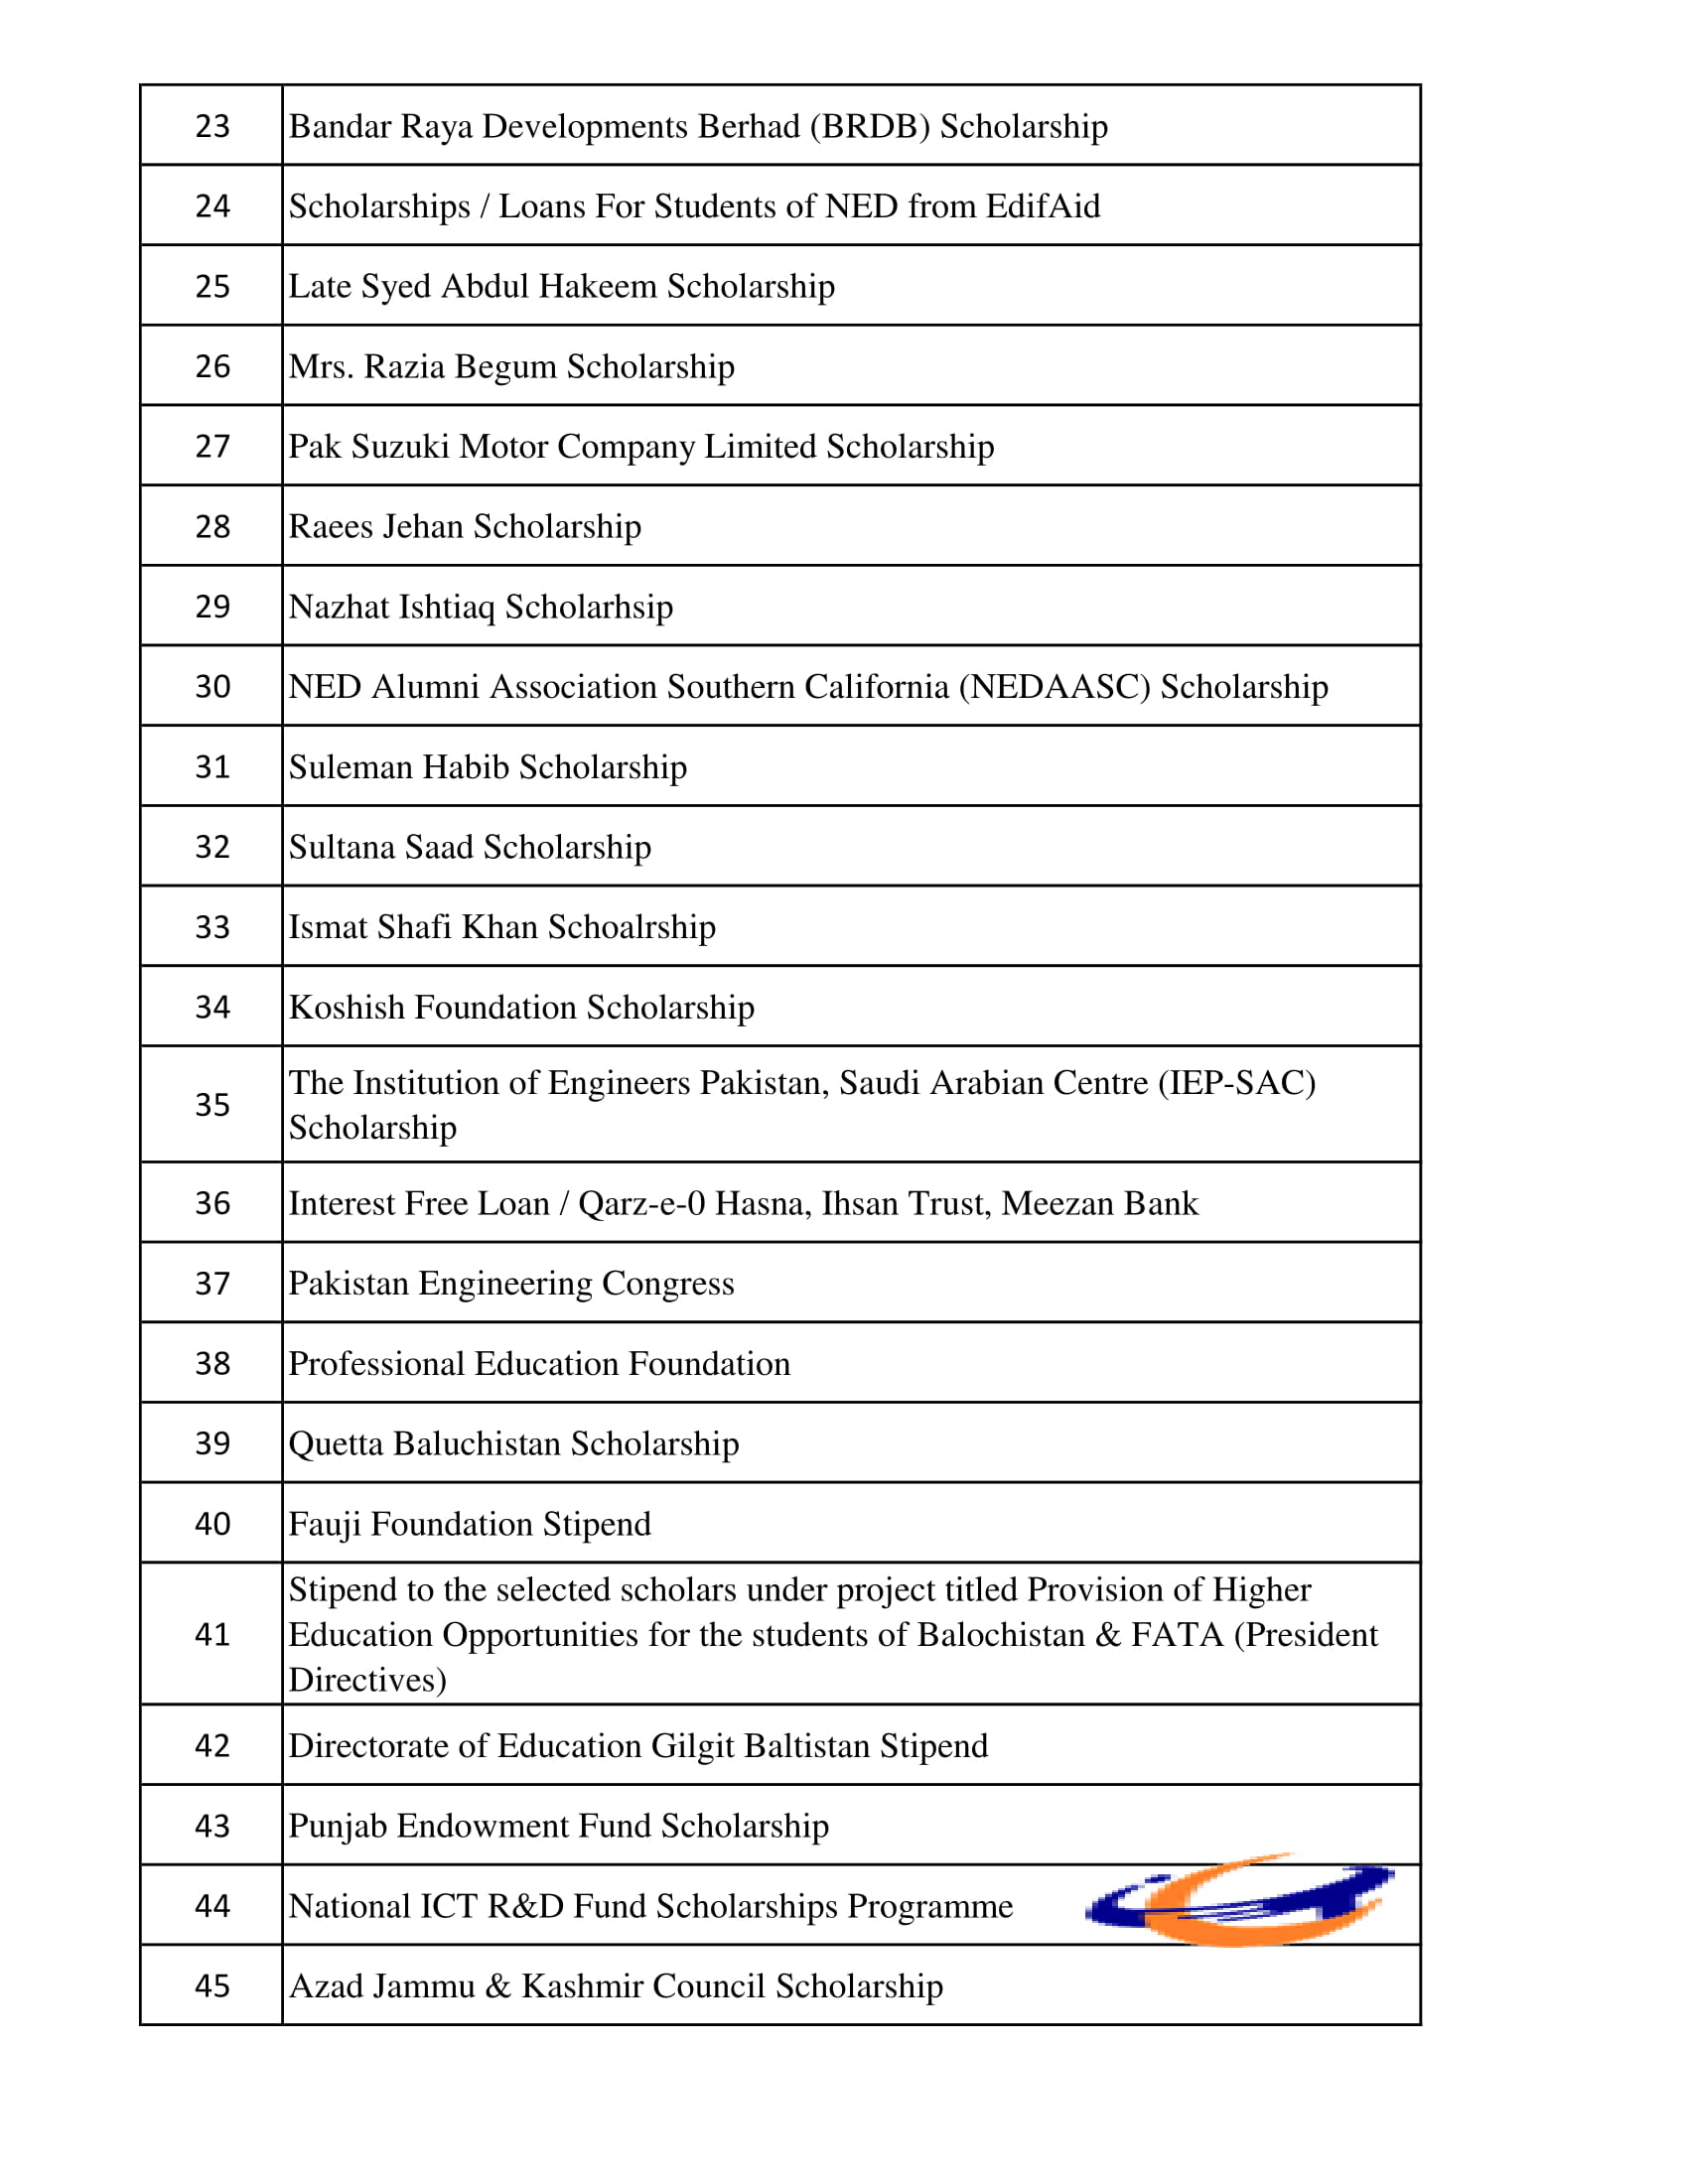 23 Bandar Raya Developments Berhad (BRDB) Scholarship
24 Scholarships / Loans For Students of NED from EdifAid
25 Late Syed Abdul Hakeem Scholarship
26 Mrs. Razia Begum Scholarship
27 Pak Suzuki Motor Company Limited Scholarship
28 Raees Jehan Scholarship
29 Nazhat Ishtiaq Scholarhsip
30 NED Alumni Association Southern California (NEDAASC) Scholarship
31 Suleman Habib Scholarship
32 Sultana Saad Scholarship
33 Ismat Shafi Khan Schoalrship
34 Koshish Foundation Scholarship
35 The Institution of Engineers Pakistan, Saudi Arabian Centre (IEP-SAC)
Scholarship
36 Interest Free Loan / Qarz-e-0 Hasna, Ihsan Trust, Meezan Bank
37 Pakistan Engineering Congress
38 Professional Education Foundation
39 Quetta Baluchistan Scholarship
40 Fauji Foundation Stipend
Stipend to the selected scholars under project titled Provision of Higher
41 Education Opportunities for the students of Balochistan & FATA (President
Directives)
42 Directorate of Education Gilgit Baltistan Stipend
43 Punjab Endowment Fund Scholarship
44 National ICT R&D Fund Scholarships Programme
45 Azad Jammu & Kashmir Council Scholarship